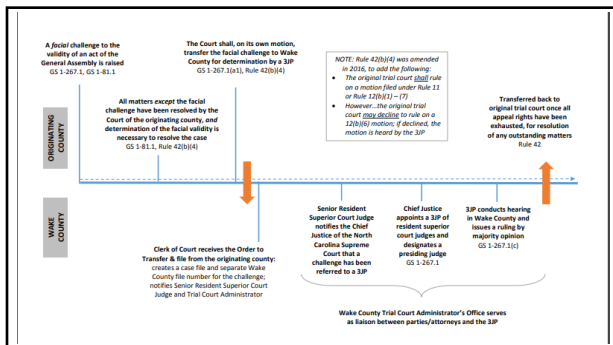 A facial challenge to the
validity of an act of the
General Assembly is raised
GS 1-267.1, GS 1-81.1
The Court shall, on its own motion,
transfer the facial challenge to Wake
County for determination by a 3JP
GS 1-267.1(a1), Rule 42(b)(4)
NOTE: Rule 42(b)(4) was amended
in 2016, to add the following:
• The original trial court shall rule
on a motion filed under Rule 11
or Rule 12(b)(1) – (7)
• However…the original trial
court may decline to rule on a
12(b)(6) motion; if declined, the
motion is heard by the 3JP
All matters except the facial
challenge have been resolved by the
Court of the originating county, and
determination of the facial validity is
necessary to resolve the case
GS 1-81.1, Rule 42(b)(4)
Transferred back to
original trial court once all
appeal rights have been
exhausted, for resolution
of any outstanding matters
Rule 42
ORIGINATING
COUNTY
WAKE
COUNTY
Clerk of Court receives the Order to
Transfer & file from the originating county:
creates a case file and separate Wake
County file number for the challenge;
notifies Senior Resident Superior Court
Judge and Trial Court Administrator
Senior Resident
Superior Court Judge
notifies the Chief
Justice of the North
Carolina Supreme
Court that a
challenge has been
referred to a 3JP
Chief Justice
appoints a 3JP of
resident superior
court judges and
designates a
presiding judge
GS 1-267.1
3JP conducts hearing
in Wake County and
issues a ruling by
majority opinion
GS 1-267.1(c)
Wake County Trial Court Administrator's Office serves
as liaison between parties/attorneys and the 3JP